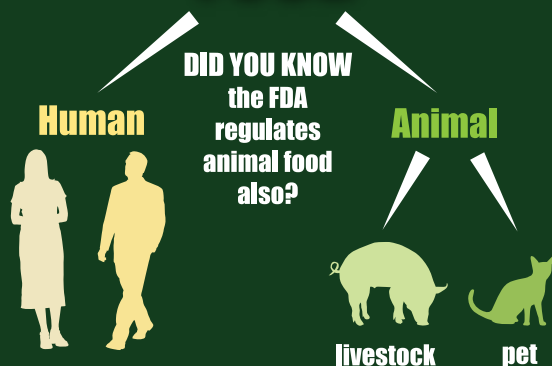 DID YOU KNOW
the FDA
regulates
animal food
also?
Human
Animal
livestock
pet